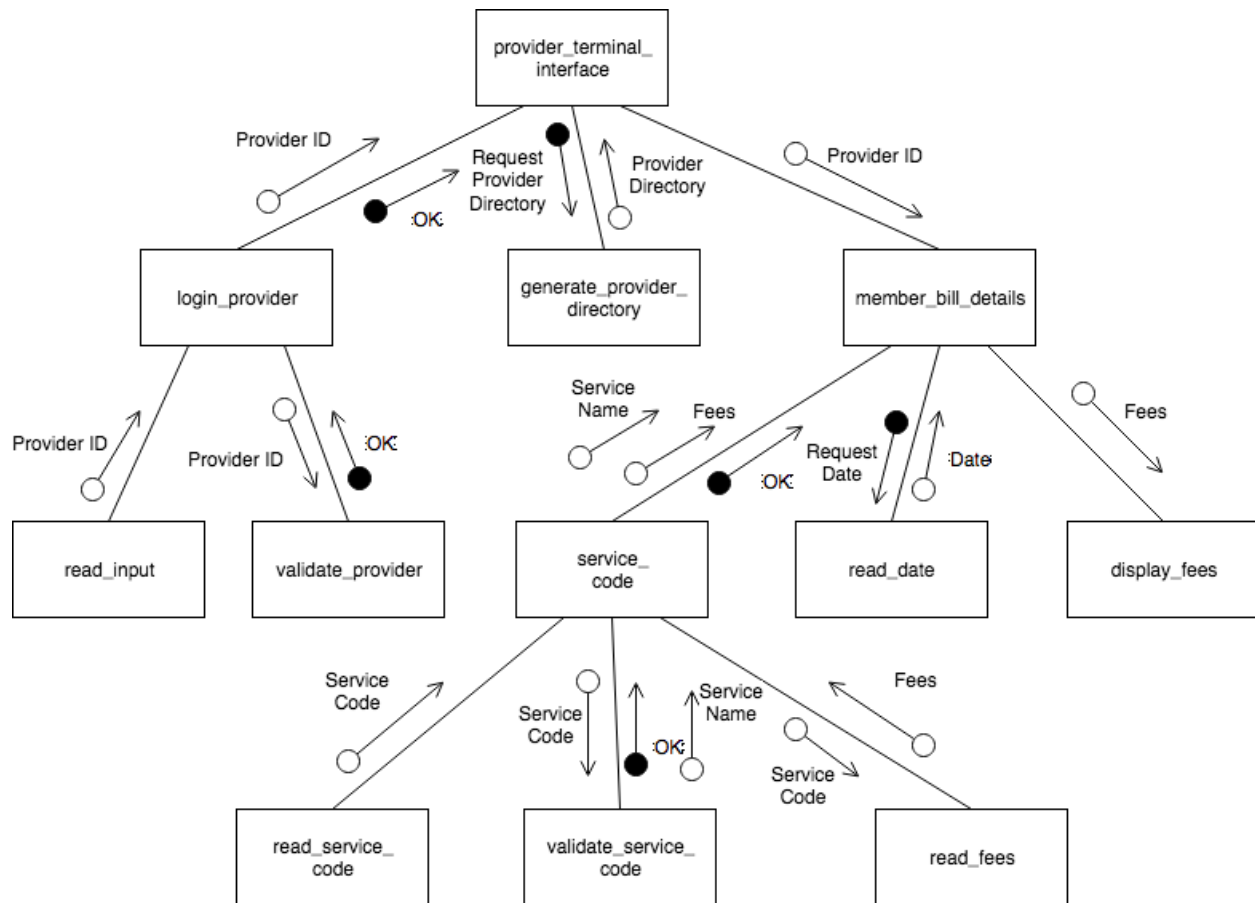 provider_terminal_
interface
Provider ID
Request
Provider
Directory
Provider
Directory
Provider ID
:OK:
login_provider
generate_provider_
directory
member_bill_details
Service
Name
Fees
Fees
Provider ID
Provider ID
:OK:
Request
Date
:Date:
:OK:
read_input
validate_provider
service_
code
read_date
display_fees
Service
Code
Service
Code
:OK:
Service
Name
Fees
Service
Code
read_service_
code
validate_service_
code
read_fees